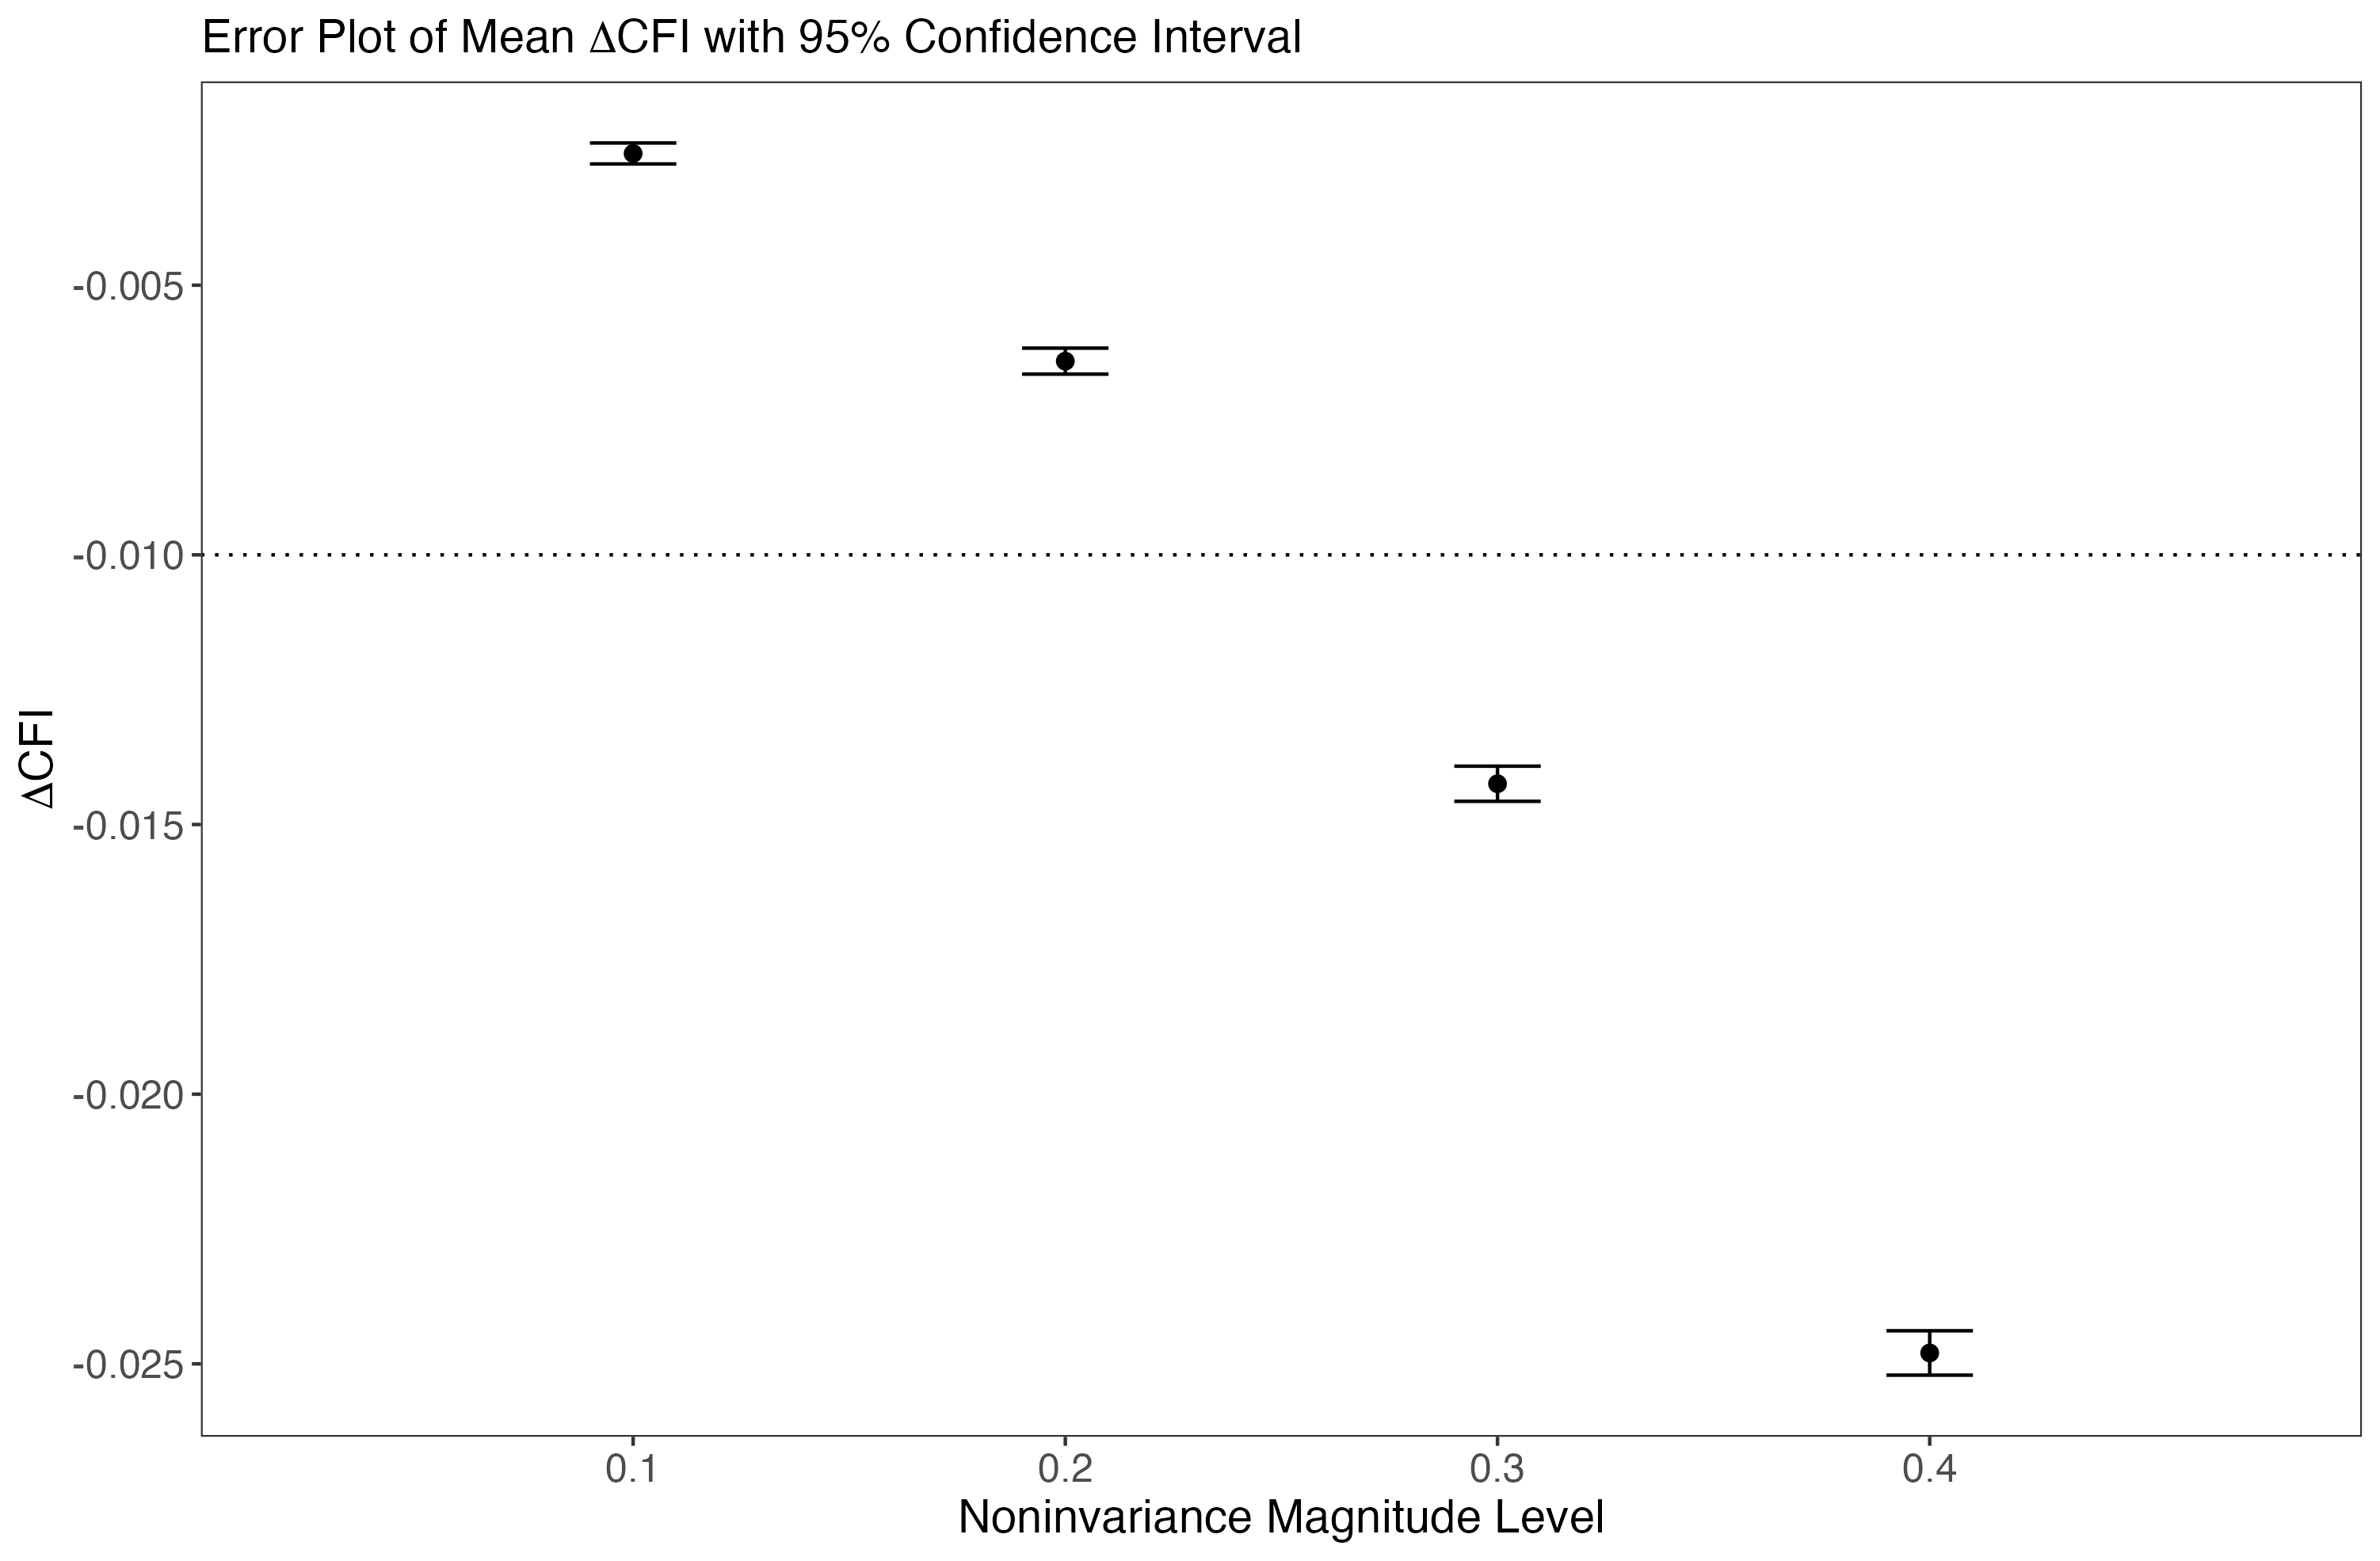 Error Plot of Mean ΔCFI with 95% Confidence Interval
ΔCFI
-0.005
-0.010
-0.015
-0.020
-0.025
0.1 0.2 0.3 0.4
Noninvariance Magnitude Level